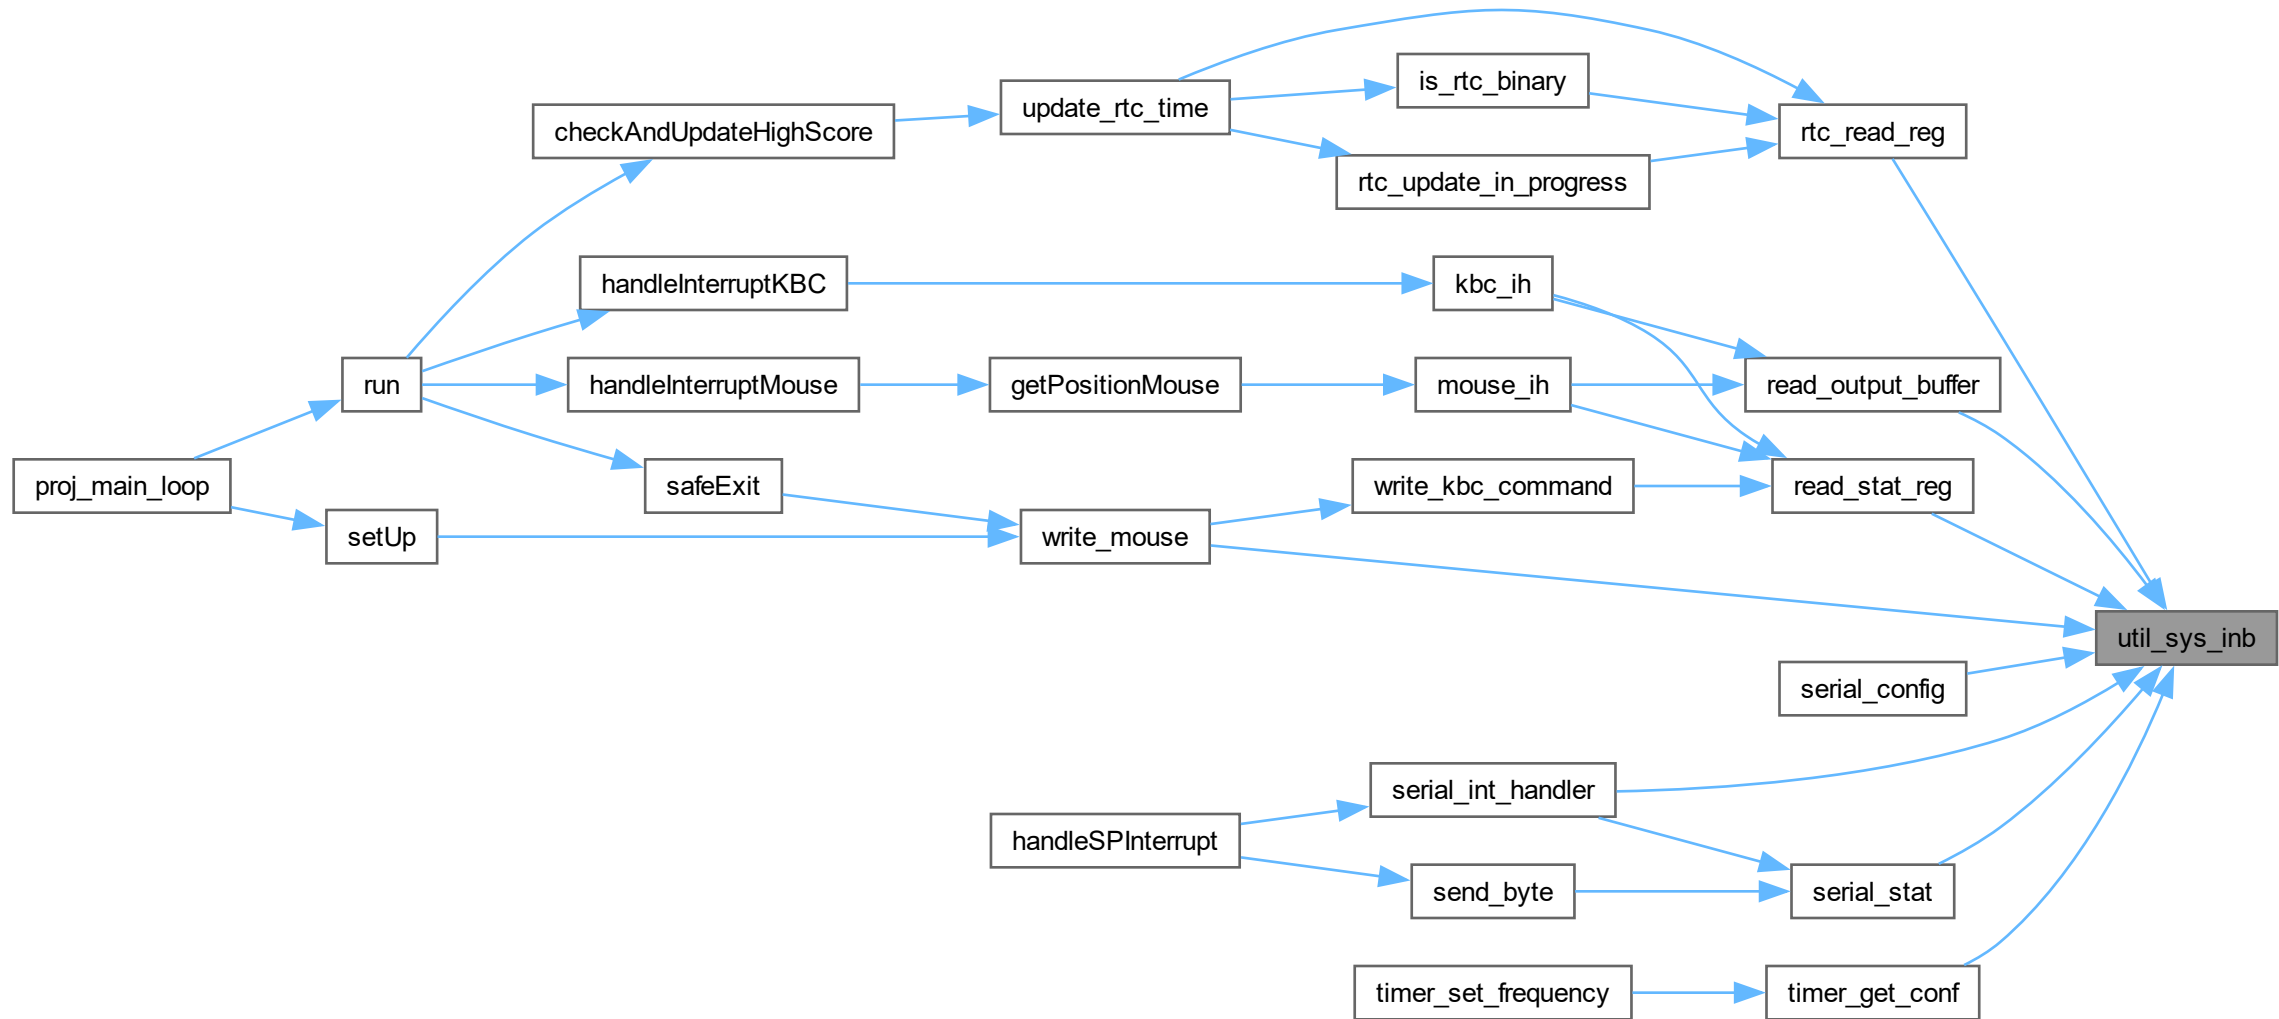 is_rtc_binary
update_rtc_time
checkAndUpdateHighScore
rtc_read_reg
rtc_update_in_progress
handleInterruptKBC
kbc_ih
run
handleInterruptMouse
getPositionMouse
mouse_ih
read_output_buffer
proj_main_loop
safeExit
write_kbc_command
read_stat_reg
setUp
write_mouse
util_sys_inb
serial_config
serial_int_handler
handleSPInterrupt
send_byte
serial_stat
timer_set_frequency
timer_get_conf